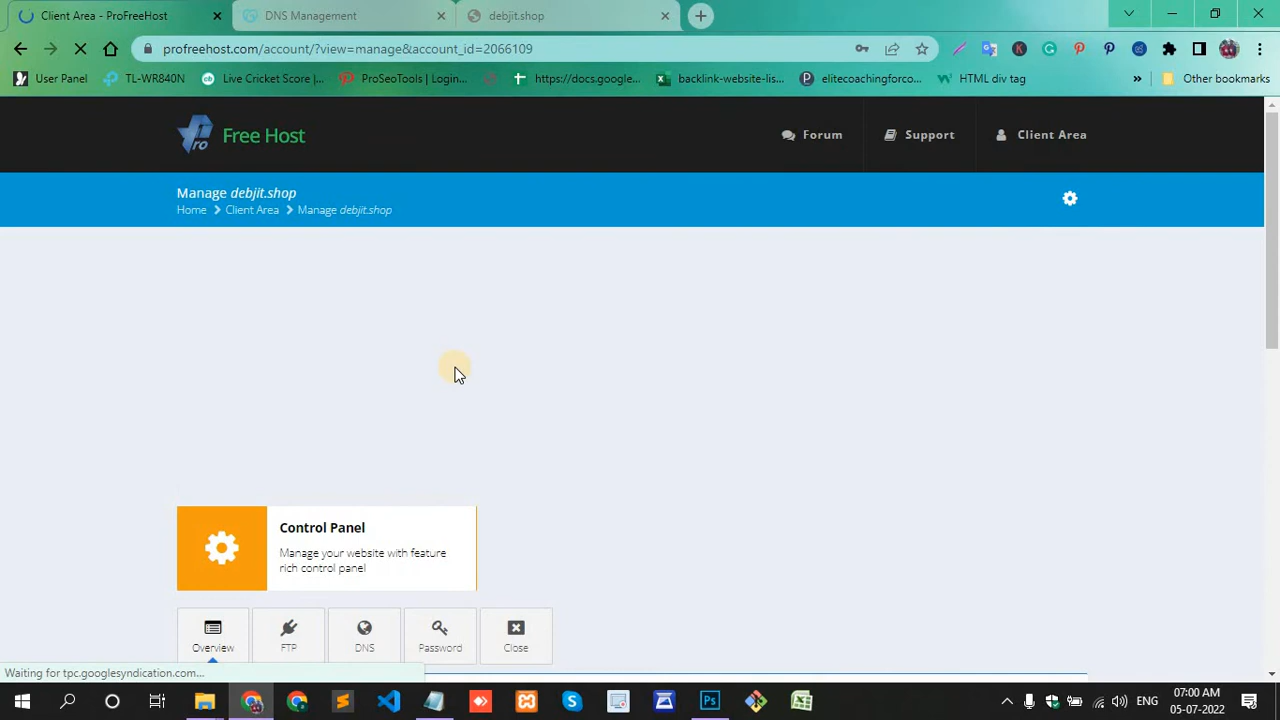 Client Area - ProFreeHost
DNS Management
debjit.shop
profreehost.com/account/?view=manage&account_id=2066109
User Panel
TL-WR840N
Live Cricket Score |...
ProSeoTools | Login...
https://docs.google...
backlink-website-lis...
elitecoachingforco...
HTML div tag
Other bookmarks
Pro Free Host
Forum
Support
Client Area
Manage debjit.shop
Home
Client Area
Manage debjit.shop
Control Panel
Manage your website with feature
rich control panel
Overview
FTP
DNS
Password
Close
Waiting for tpc.googlesyndication.com...
ENG
07:00 AM
05-07-2022